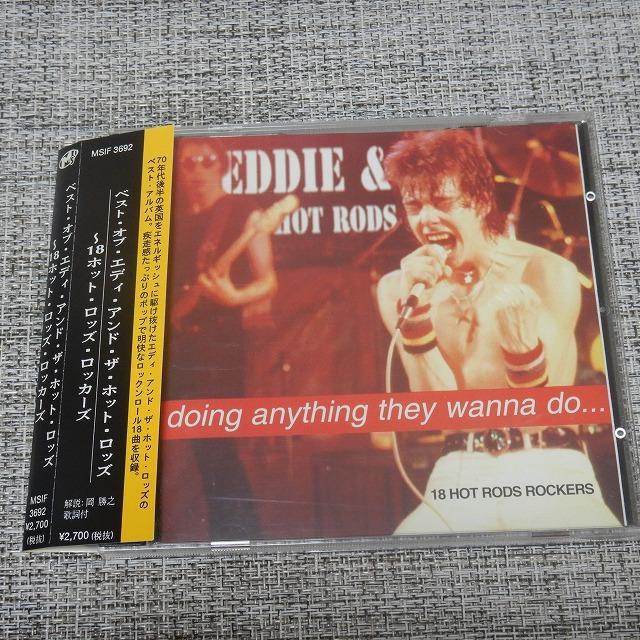 MSIF 3692
ベスト・オブ・エディ・アンド・ザ・ホット・ロッズ
〜18ホット・ロッズ・ロッカーズ
MSIF
3692
¥2,700
(税抜)
MSIF 3692
ベスト・オブ・エディ・アンド・ザ・ホット・ロッズ
〜18ホット・ロッズ・ロッカーズ
解説:岡 勝之
歌詞付
¥2,700 (税抜)
70年代後半の英国をエネルギッシュに駆け抜けたエディ・アンド・ザ・ホット・ロッズの
ベスト・アルバム。疾走感たっぷりのポップで明快なロックンロール18曲を収録。
EDDIE &
HOT RODS
doing anything they wanna do...
18 HOT RODS ROCKERS